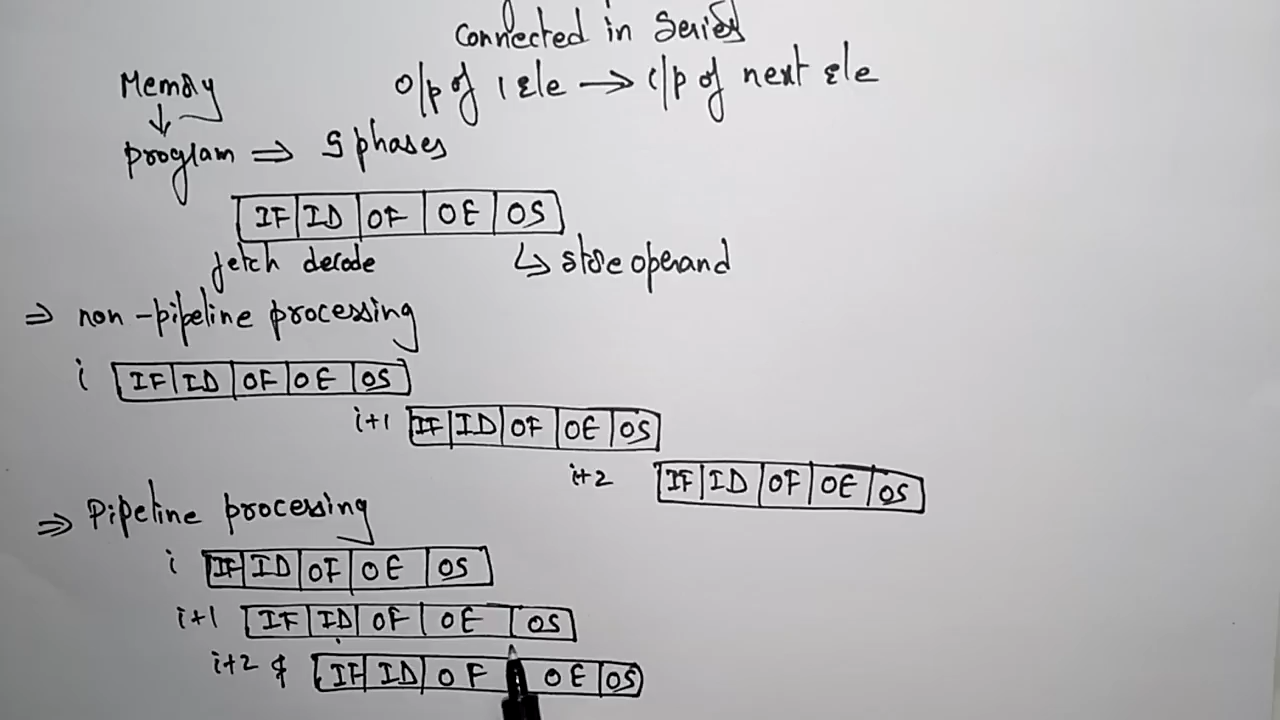 Connected in Series
Memory
O/p of 1 ele → i/p of next ele
↓
program ⇒ 5 phases
IF ID OF OE OS
fetch decode
↳ store operand
⇒ non-pipeline processing
i IF ID OF OE OS
i+1 IF ID OF OE OS
i+2 IF ID OF OE OS
⇒ Pipeline processing
i IF ID OF OE OS
i+1 IF ID OF OE OS
i+2 IF ID OF OE OS